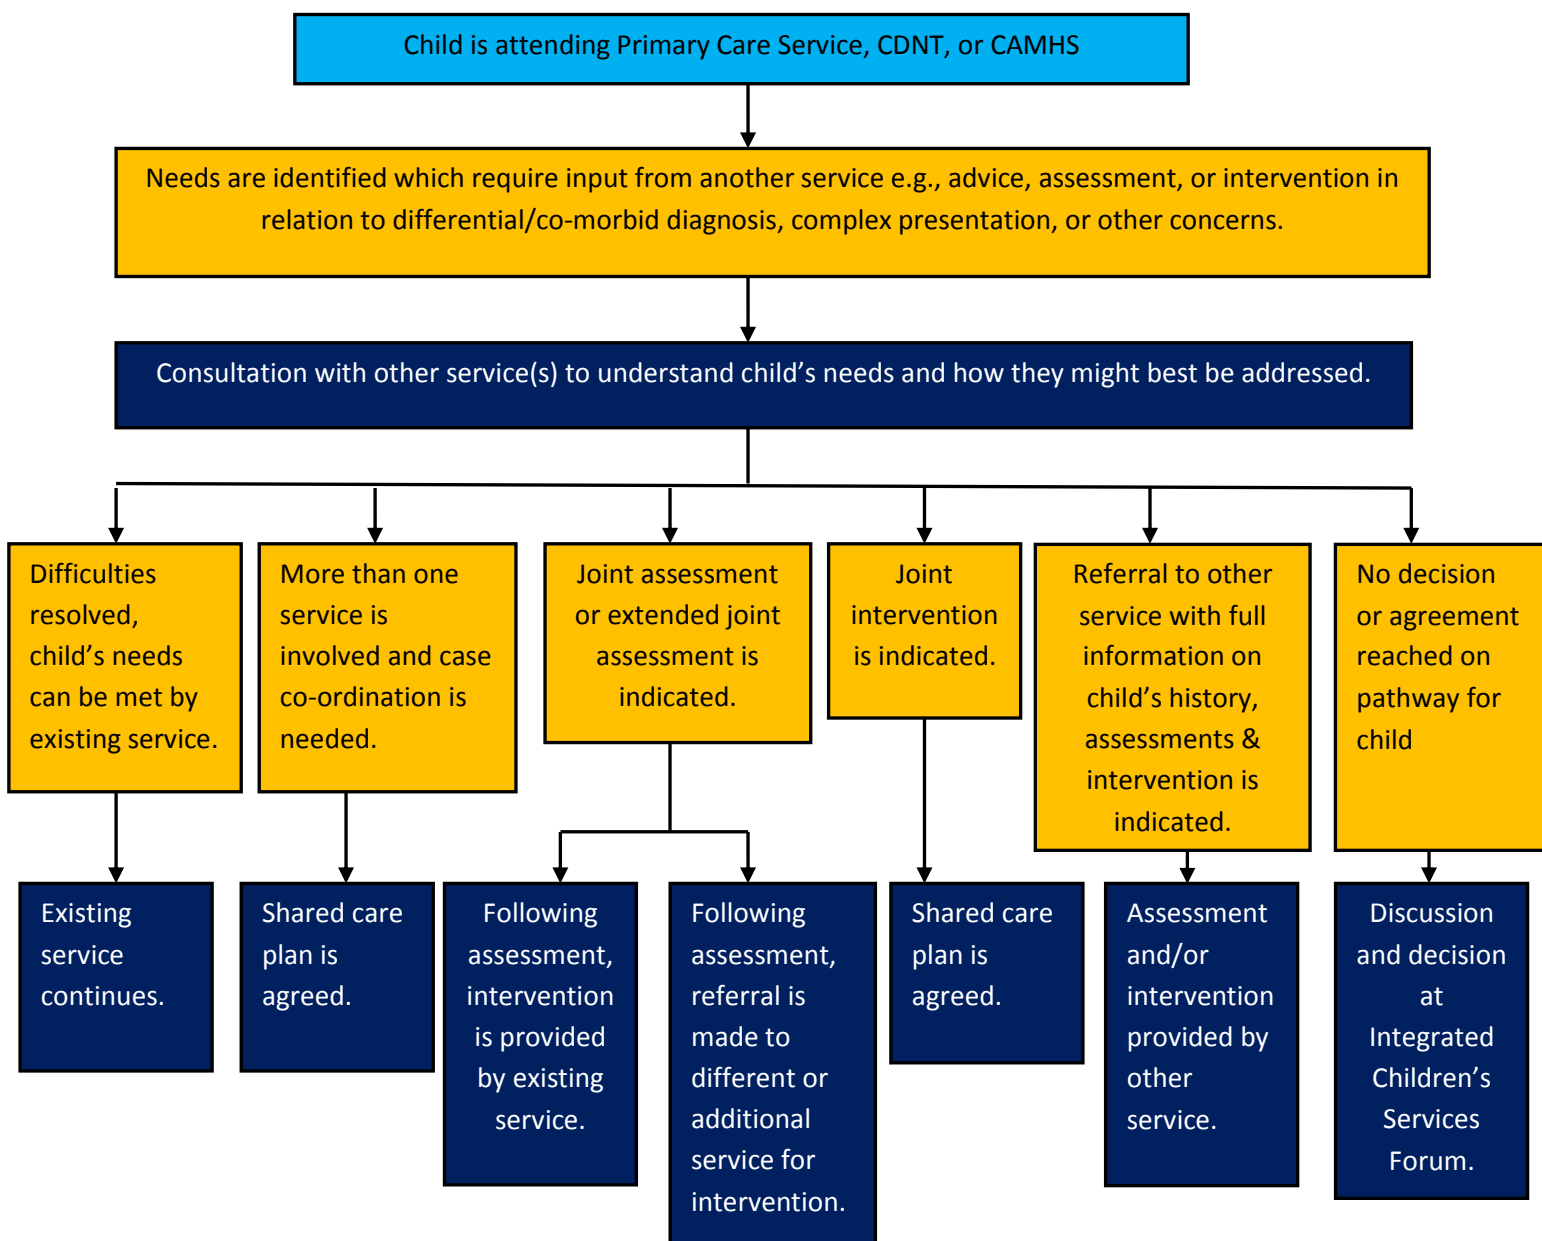 Child is attending Primary Care Service, CDNT, or CAMHS
Needs are identified which require input from another service e.g., advice, assessment, or intervention in
relation to differential/co-morbid diagnosis, complex presentation, or other concerns.
Consultation with other service(s) to understand child’s needs and how they might best be addressed.
Difficulties
resolved,
child’s needs
can be met by
existing service.
More than one
service is
involved and case
co-ordination is
needed.
Joint assessment
or extended joint
assessment is
indicated.
Joint
intervention
is indicated.
Referral to other
service with full
information on
child’s history,
assessments &
intervention is
indicated.
No decision
or agreement
reached on
pathway for
child
Existing
service
continues.
Shared care
plan is
agreed.
Following
assessment,
intervention
is provided
by existing
service.
Following
assessment,
referral is
made to
different or
additional
service for
intervention.
Shared care
plan is
agreed.
Assessment
and/or
intervention
provided by
other
service.
Discussion
and decision
at
Integrated
Children’s
Services
Forum.